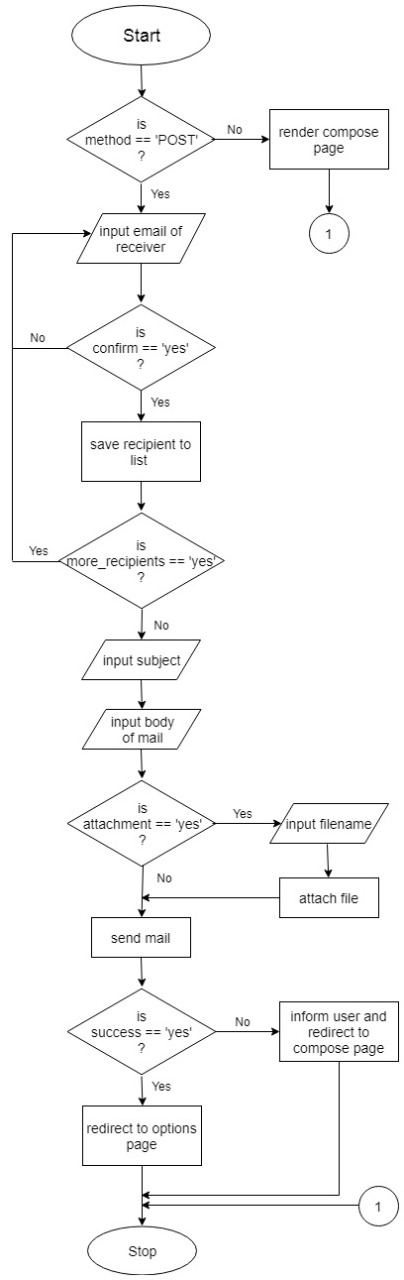 Start
is
method == 'POST'
?
No
render compose
page
Yes
1
input email of
receiver
is
confirm == 'yes'
?
No
Yes
save recipient to
list
is
more_recipients == 'yes'
?
Yes
No
input subject
input body
of mail
is
attachment == 'yes'
?
Yes
input filename
No
attach file
send mail
is
success == 'yes'
?
No
inform user and
redirect to
compose page
Yes
redirect to options
page
1
Stop